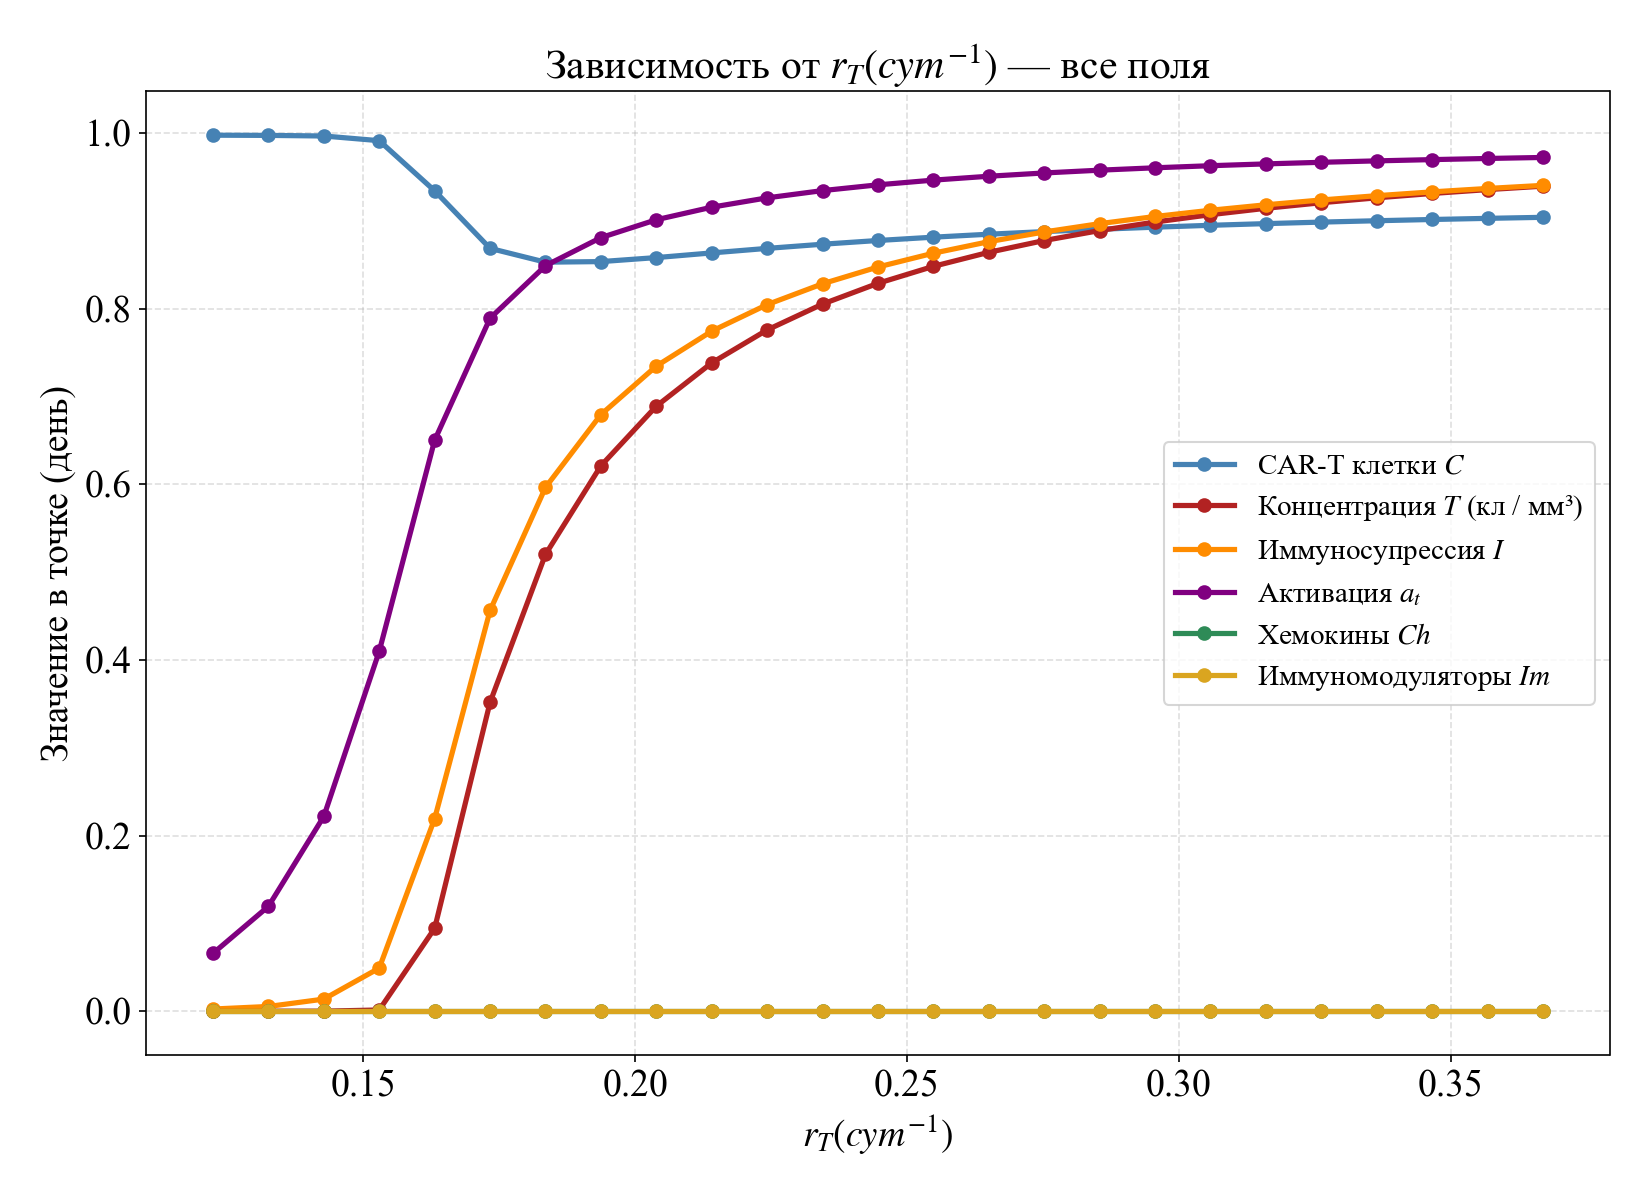 Зависимость от r_T(сут⁻¹) — все поля
Значение в точке (день)
1.0
0.8
0.6
0.4
0.2
0.0
CAR-T клетки C
Концентрация T (кл / мм³)
Иммуносупрессия I
Активация a_t
Хемокины Ch
Иммуномодуляторы Im
0.15 0.20 0.25 0.30 0.35
r_T(сут⁻¹)